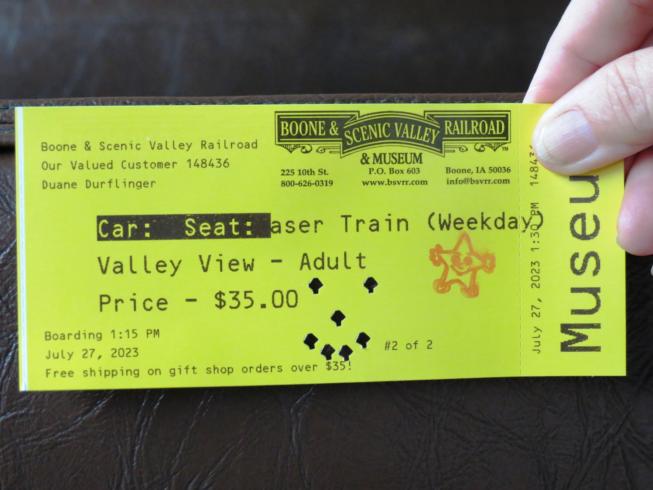 BOONE & SCENIC VALLEY RAILROAD
& MUSEUM
225 10th St. P.O. Box 603 Boone, IA 50036
800-626-0319 www.bsvrr.com info@bsvrr.com
Boone & Scenic Valley Railroad
Our Valued Customer 148436
Duane Durflinger
Car: Seat: aser Train (Weekday)
Valley View - Adult
Price - $35.00
Boarding 1:15 PM
July 27, 2023
#2 of 2
Free shipping on gift shop orders over $35!
July 27, 2023 1:30 PM 14843
Museu